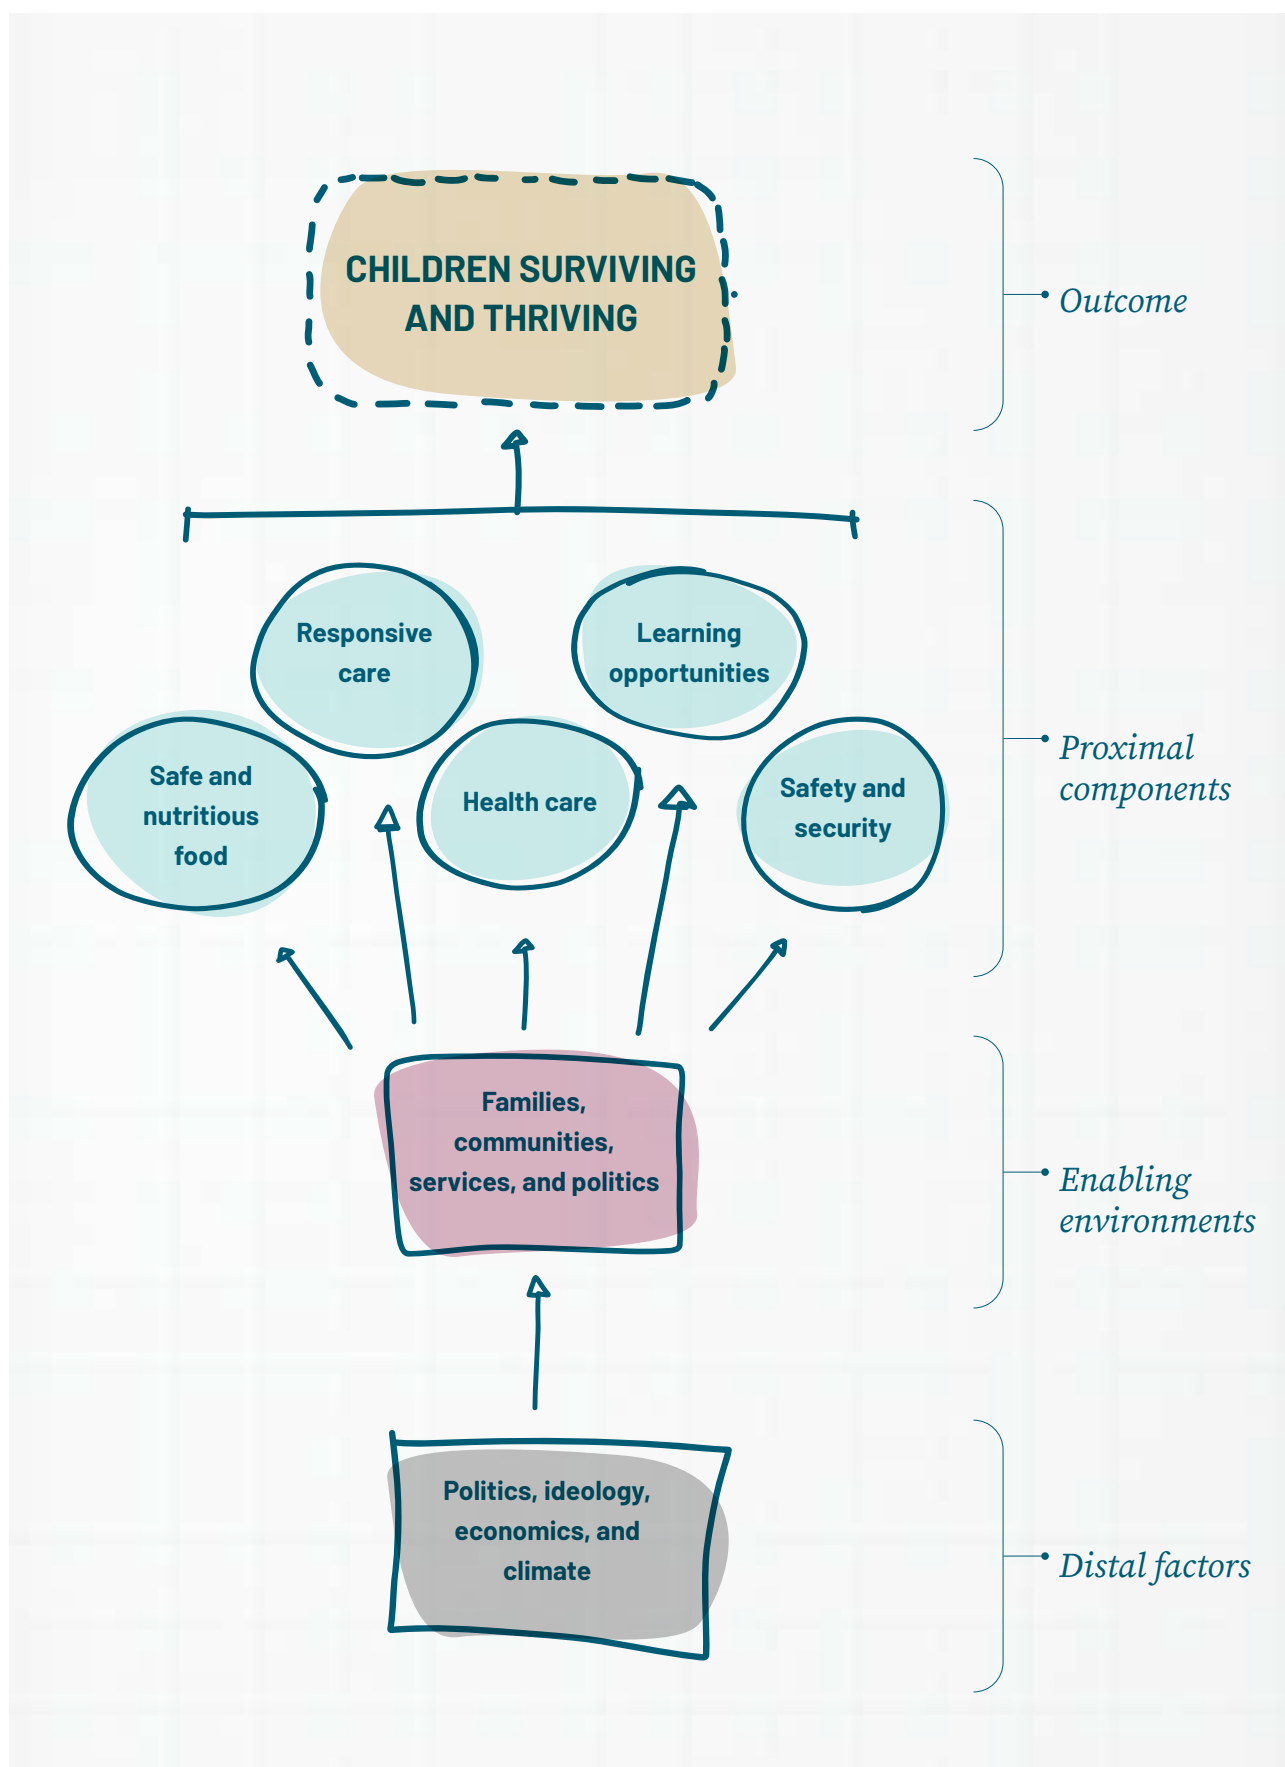 CHILDREN SURVIVING
AND THRIVING
Outcome
Responsive
care
Learning
opportunities
Safe and
nutritious
food
Health care
Safety and
security
Proximal
components
Families,
communities,
services, and politics
Enabling
environments
Politics, ideology,
economics, and
climate
Distal factors